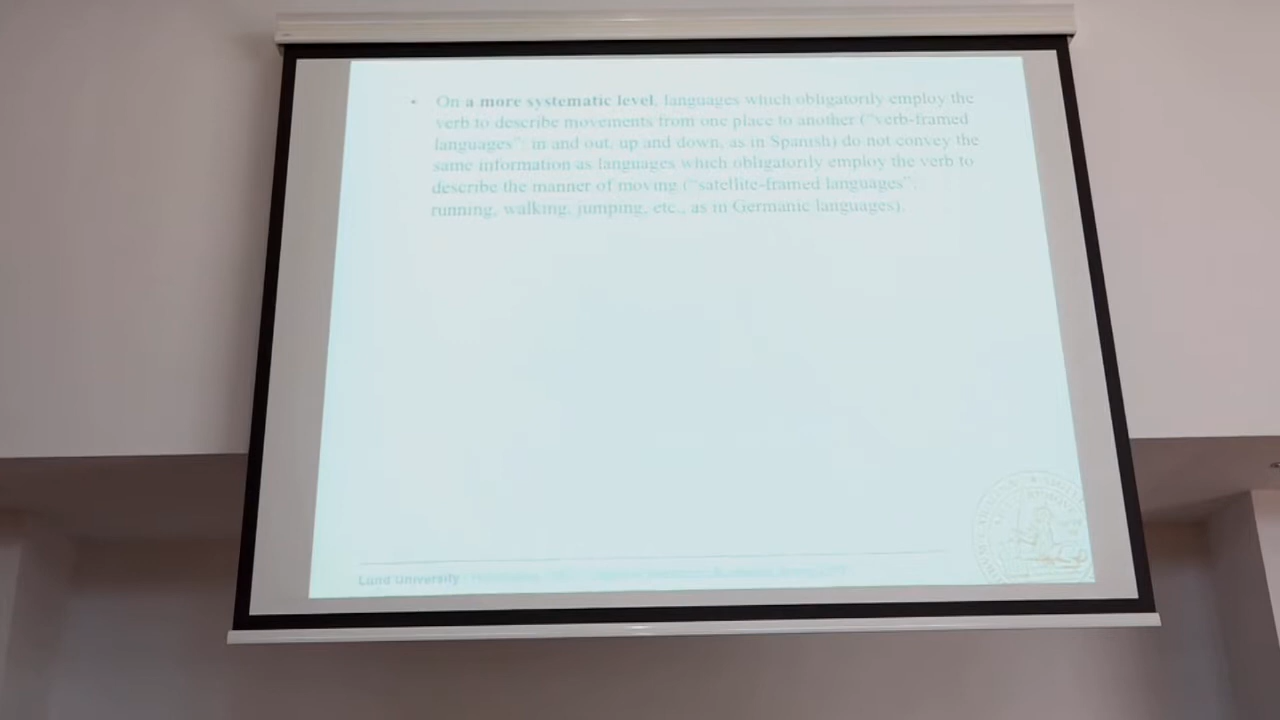 • On a more systematic level, languages which obligatorily employ the
verb to describe movements from one place to another ("verb-framed
languages": in and out, up and down, as in Spanish) do not convey the
same information as languages which obligatorily employ the verb to
describe the manner of moving ("satellite-framed languages":
running, walking, jumping, etc., as in Germanic languages).
Lund University